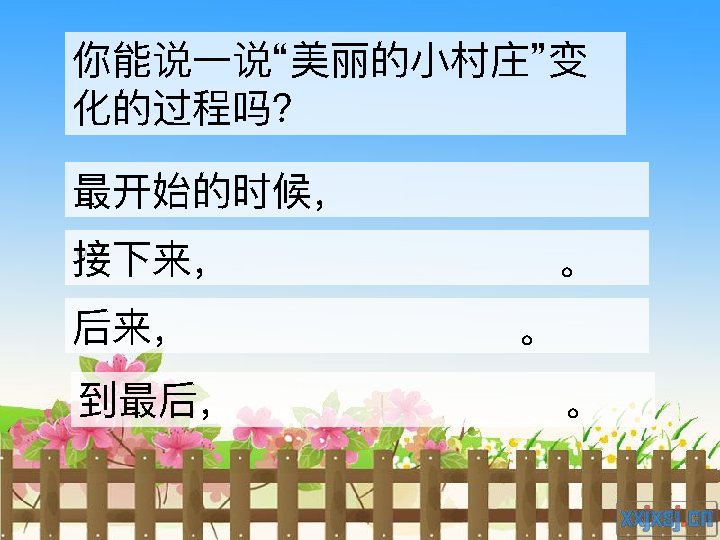 你能说一说“美丽的小村庄”变
化的过程吗?
最开始的时候,
接下来, 。
后来, 。
到最后, 。
xxjxsj.cn